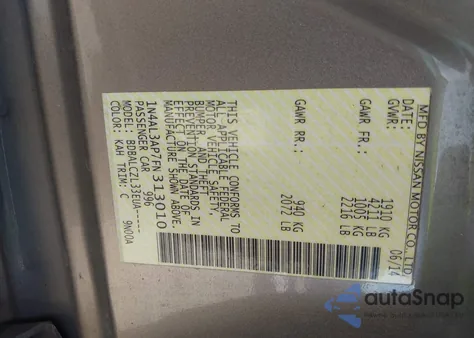 MFD BY NISSAN MOTOR CO., LTD.
06/14
GVWR: 1910 KG
4211 LB
GAWR FR.: 1005 KG
2216 LB
GAWR RR.: 940 KG
2072 LB
THIS VEHICLE CONFORMS TO
ALL APPLICABLE FEDERAL
MOTOR VEHICLE SAFETY,
BUMPER, AND THEFT
PREVENTION STANDARDS IN
EFFECT ON THE DATE OF
MANUFACTURE SHOWN ABOVE.
1N4AL3AP7FN313010
PASSENGER CAR 996
MODEL: BDBALCZL33EUA-----
COLOR: KAH TRIM: C 9N00A
autoSnap